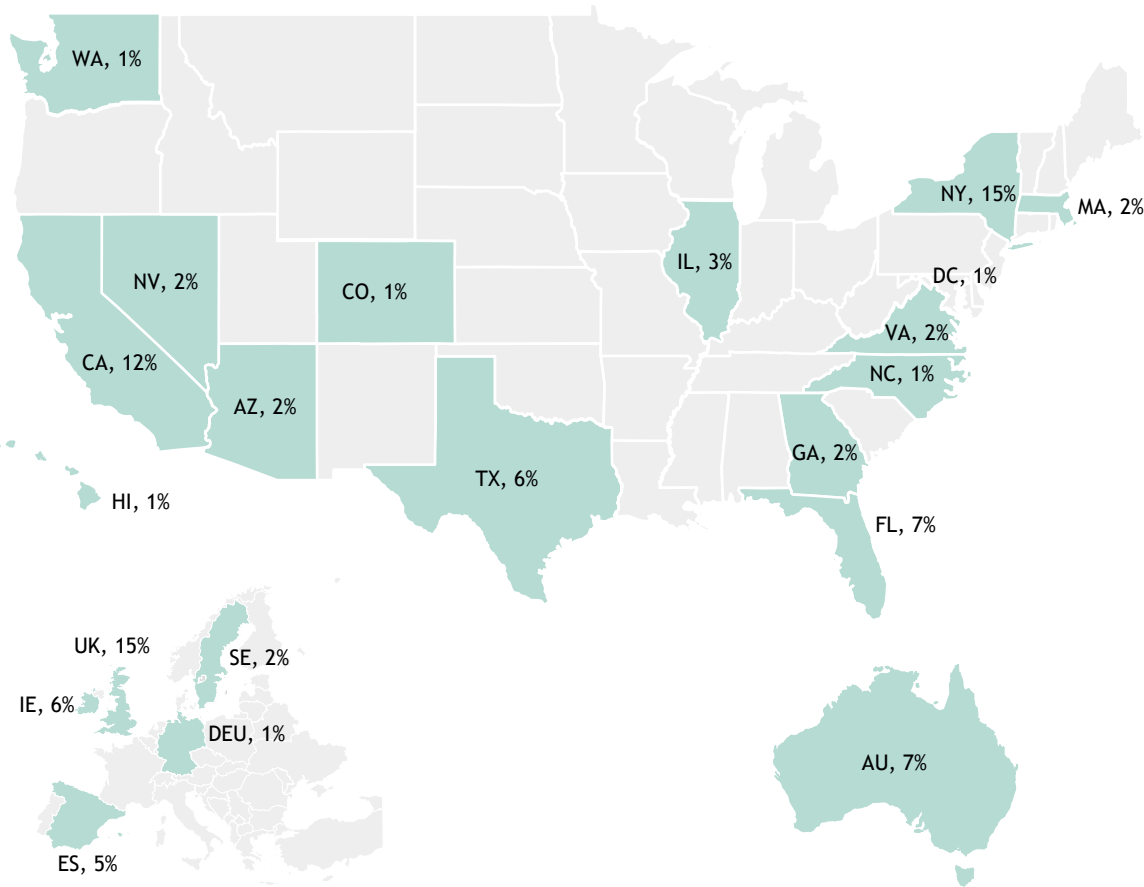 WA, 1%
NY, 15%
MA, 2%
NV, 2%
CO, 1%
IL, 3%
DC, 1%
VA, 2%
CA, 12%
NC, 1%
AZ, 2%
GA, 2%
TX, 6%
HI, 1%
FL, 7%
UK, 15%
SE, 2%
IE, 6%
DEU, 1%
AU, 7%
ES, 5%